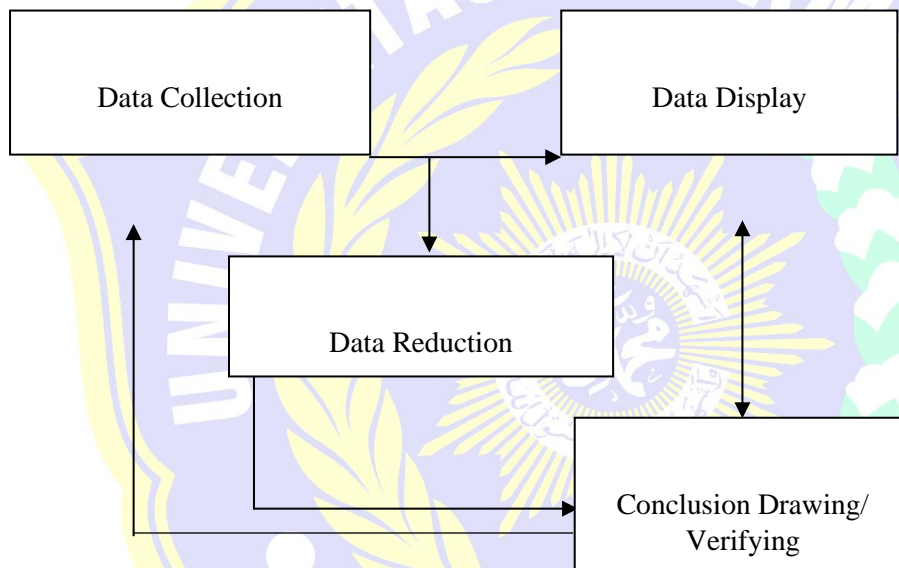 Data Collection
Data Display
Data Reduction
Conclusion Drawing/
Verifying